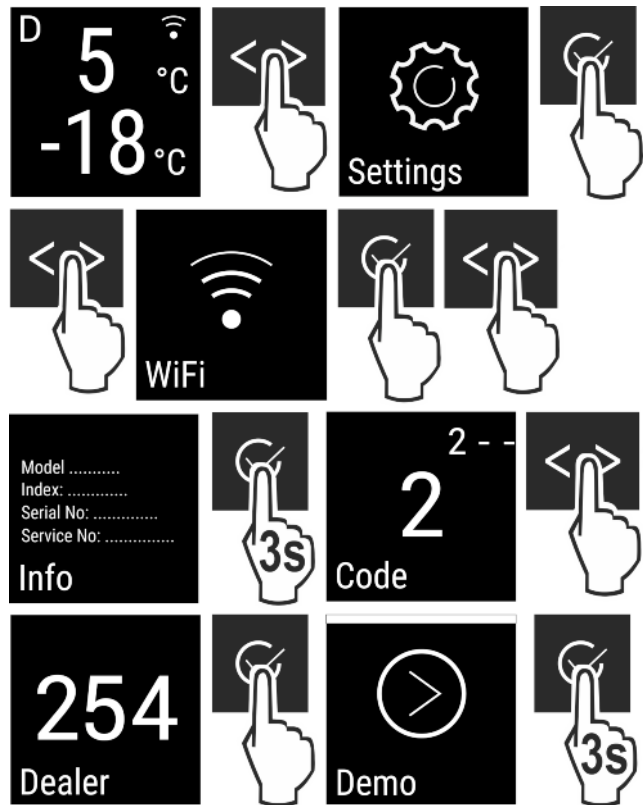 D
5 °C
-18 °C
Settings
WiFi
Model ...........
Index: .............
Serial No: ..............
Service No: ...............
Info
3s
2 - -
2
Code
254
Dealer
Demo
3s